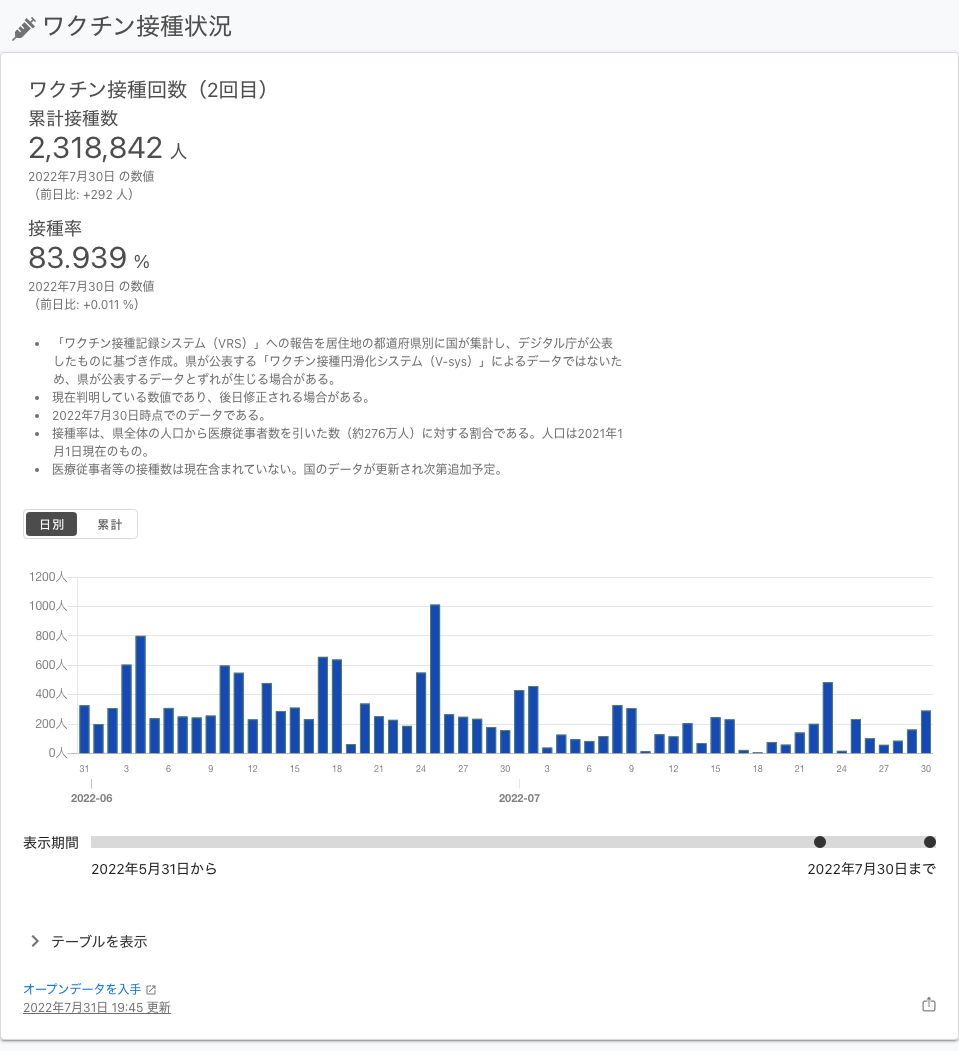 ワクチン接種状況
ワクチン接種回数（2回目）
累計接種数
2,318,842 人
2022年7月30日 の数値
（前日比: +292 人）
接種率
83.939 %
2022年7月30日 の数値
（前日比: +0.011 %）
• 「ワクチン接種記録システム（VRS）」への報告を居住地の都道府県別に国が集計し、デジタル庁が公表
したものに基づき作成。県が公表する「ワクチン接種円滑化システム（V-sys）」によるデータではないた
め、県が公表するデータとずれが生じる場合がある。
• 現在判明している数値であり、後日修正される場合がある。
• 2022年7月30日時点でのデータである。
• 接種率は、県全体の人口から医療従事者数を引いた数（約276万人）に対する割合である。人口は2021年1
月1日現在のもの。
• 医療従事者等の接種数は現在含まれていない。国のデータが更新され次第追加予定。
日別 累計
1200人
1000人
800人
600人
400人
200人
0人
31 3 6 9 12 15 18 21 24 27 30 3 6 9 12 15 18 21 24 27 30
2022-06 2022-07
表示期間
2022年5月31日から 2022年7月30日まで
テーブルを表示
オープンデータを入手
2022年7月31日 19:45 更新